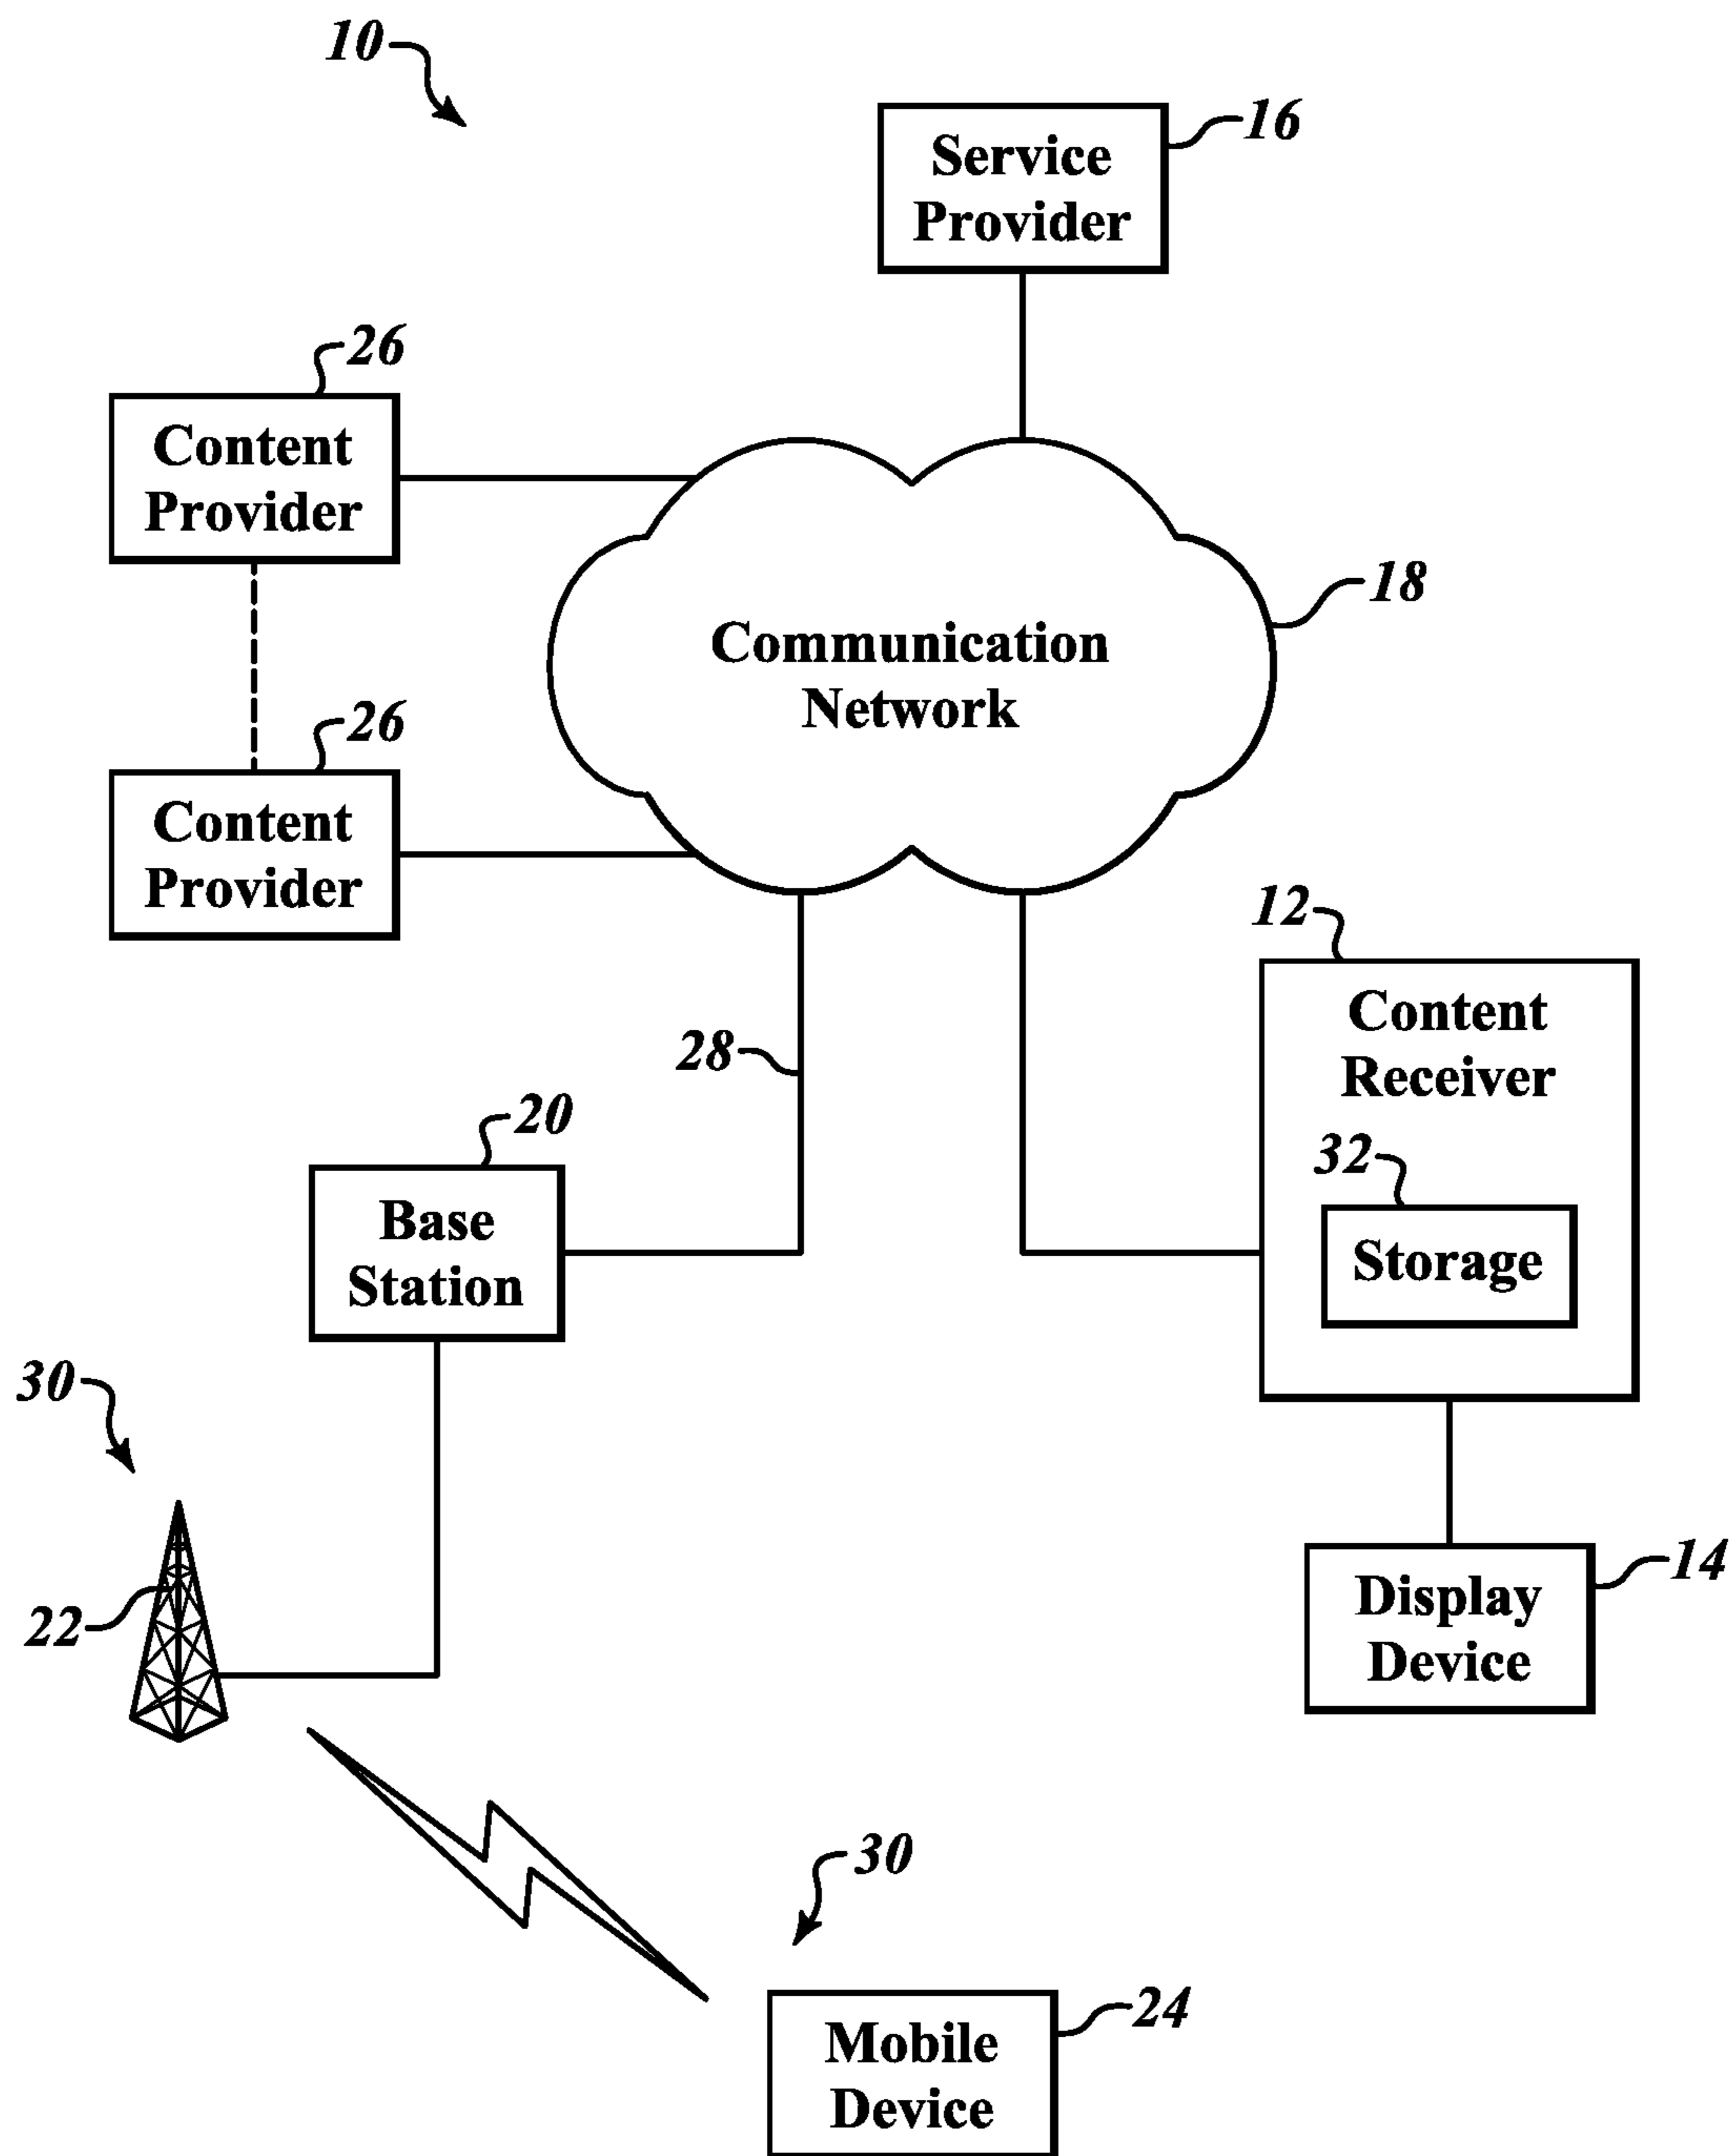 10
16
Service
Provider
26
Content
Provider
18
Communication
Network
26
Content
Provider
12
Content
Receiver
28
20
32
Base
Station
Storage
30
14
Display
Device
22
30
24
Mobile
Device